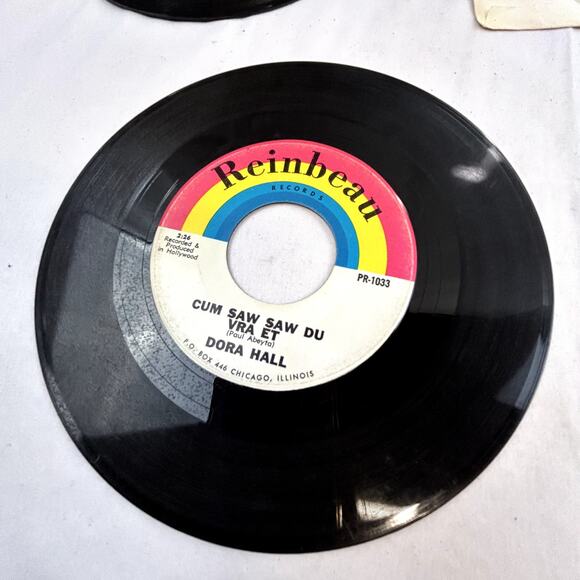 Reinbeau
RECORDS
2:26
Recorded &
Produced
in Hollywood
PR-1033
CUM SAW SAW DU
VRA ET
(Paul Abeyta)
DORA HALL
P.O. BOX 446 CHICAGO, ILLINOIS